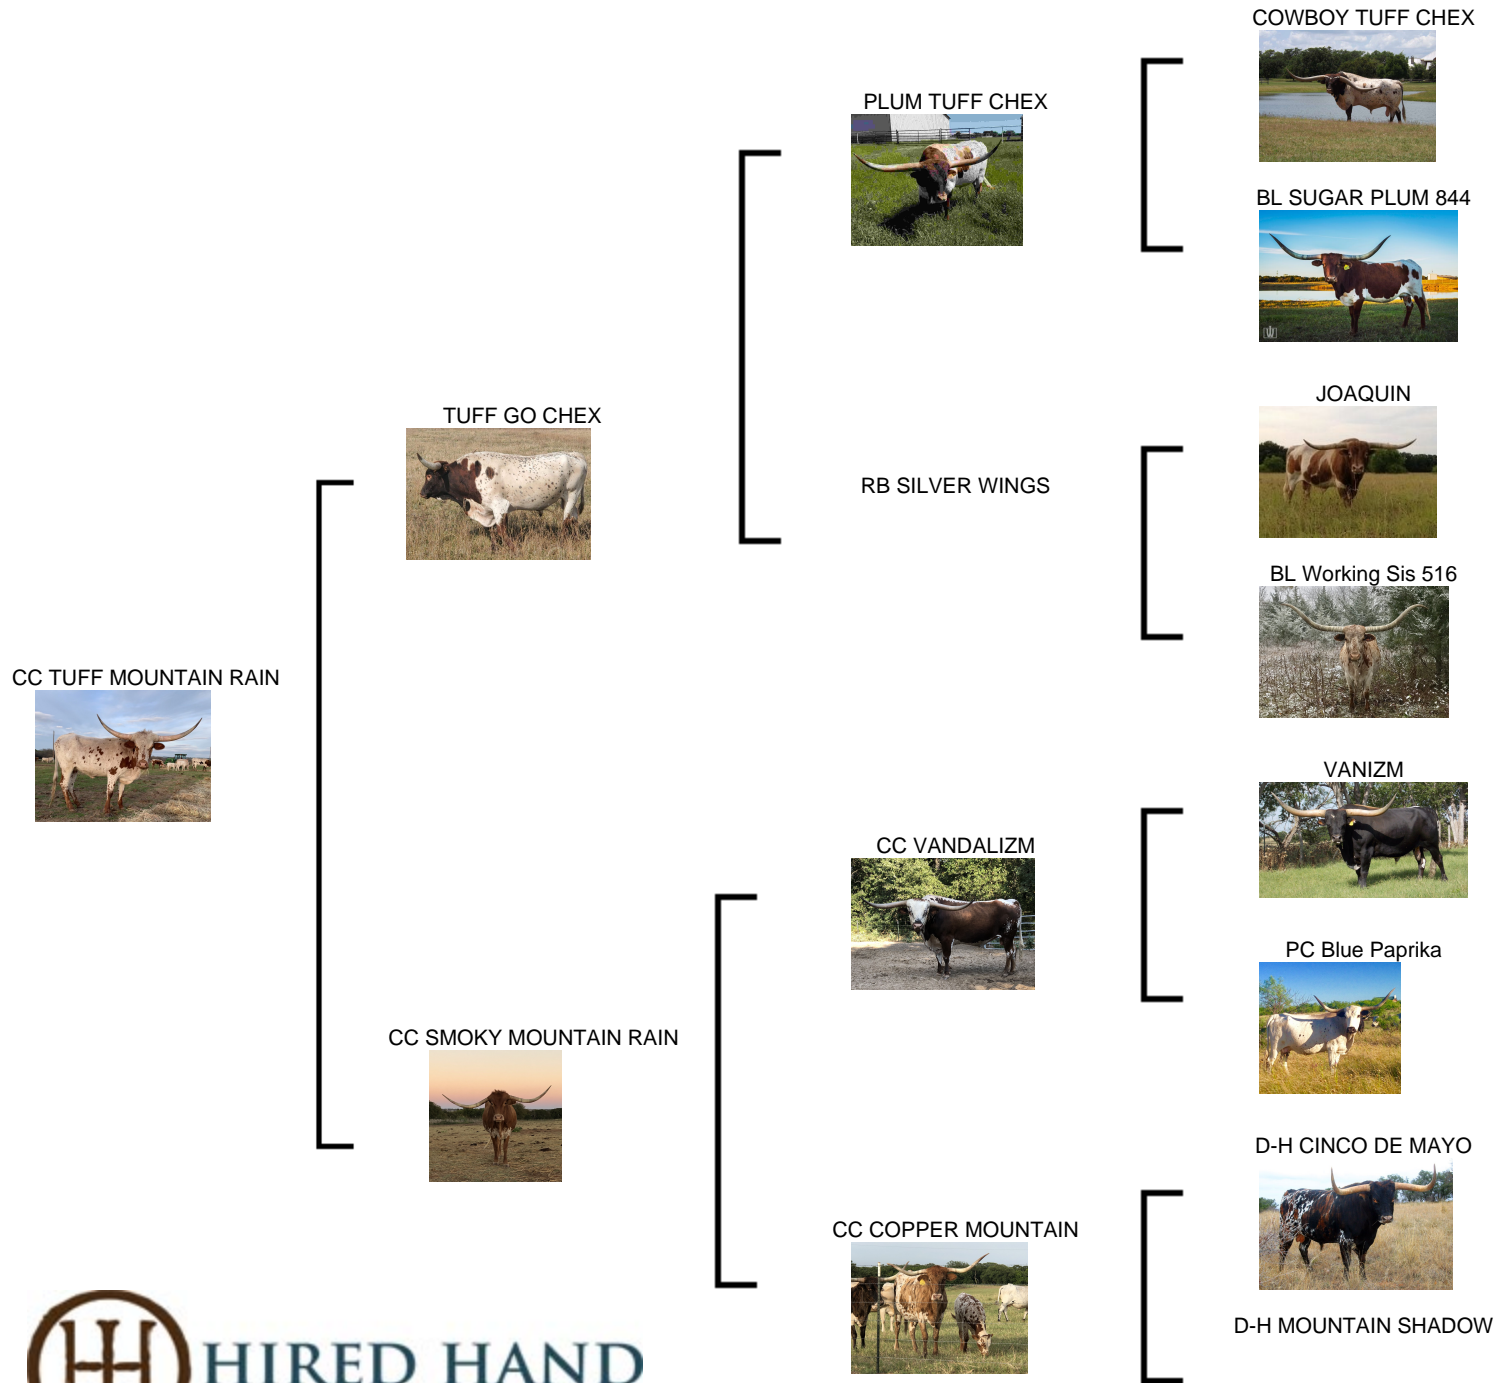 COWBOY TUFF CHEX
PLUM TUFF CHEX
BL SUGAR PLUM 844
JOAQUIN
TUFF GO CHEX
RB SILVER WINGS
BL Working Sis 516
CC TUFF MOUNTAIN RAIN
VANIZM
CC VANDALIZM
PC Blue Paprika
CC SMOKY MOUNTAIN RAIN
D-H CINCO DE MAYO
CC COPPER MOUNTAIN
D-H MOUNTAIN SHADOW
HIRED HAND